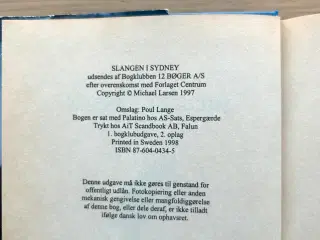 SLANGEN I SYDNEY
udsendes af Bogklubben 12 BØGER A/S
efter overenskomst med Forlaget Centrum
Copyright © Michael Larsen 1997
Omslag: Poul Lange
Bogen er sat med Palatino hos AS-Sats, Espergærde
Trykt hos AiT Scandbook AB, Falun
1. bogklubudgave, 2. oplag
Printed in Sweden 1998
ISBN 87-604-0434-5
Denne udgave må ikke gøres til genstand for
offentligt udlån. Fotokopiering eller anden
mekanisk gengivelse eller mangfoldiggørelse
af denne bog, eller dele deraf, er ikke tilladt
ifølge dansk lov om ophavsret.